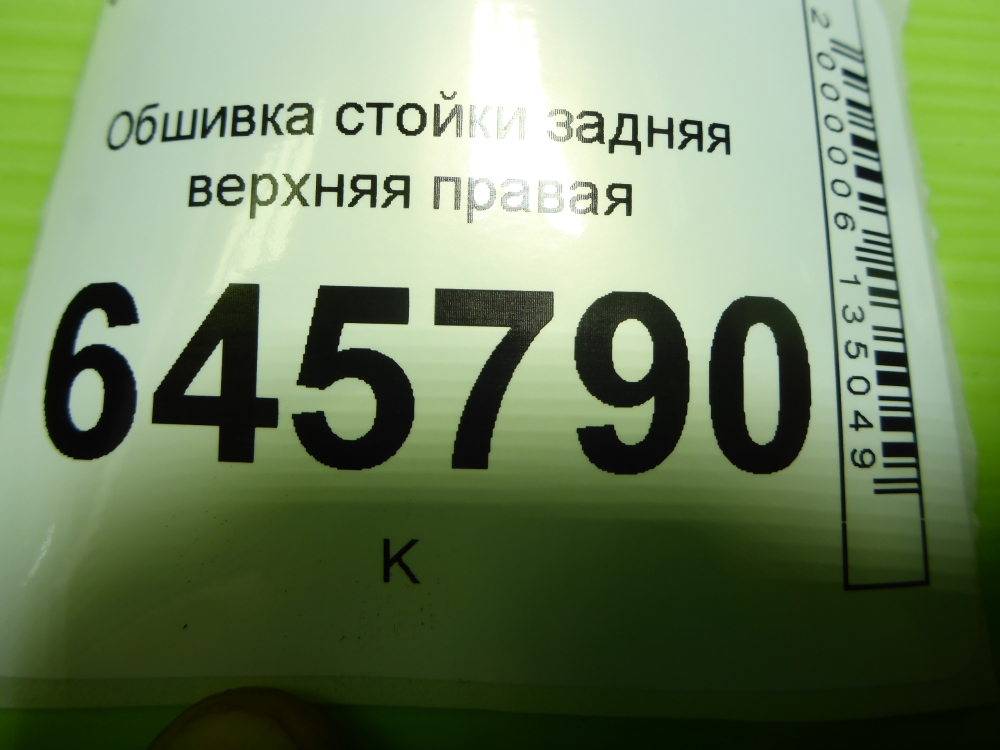 Обшивка стойки задняя
верхняя правая
645790
К
2000006135049